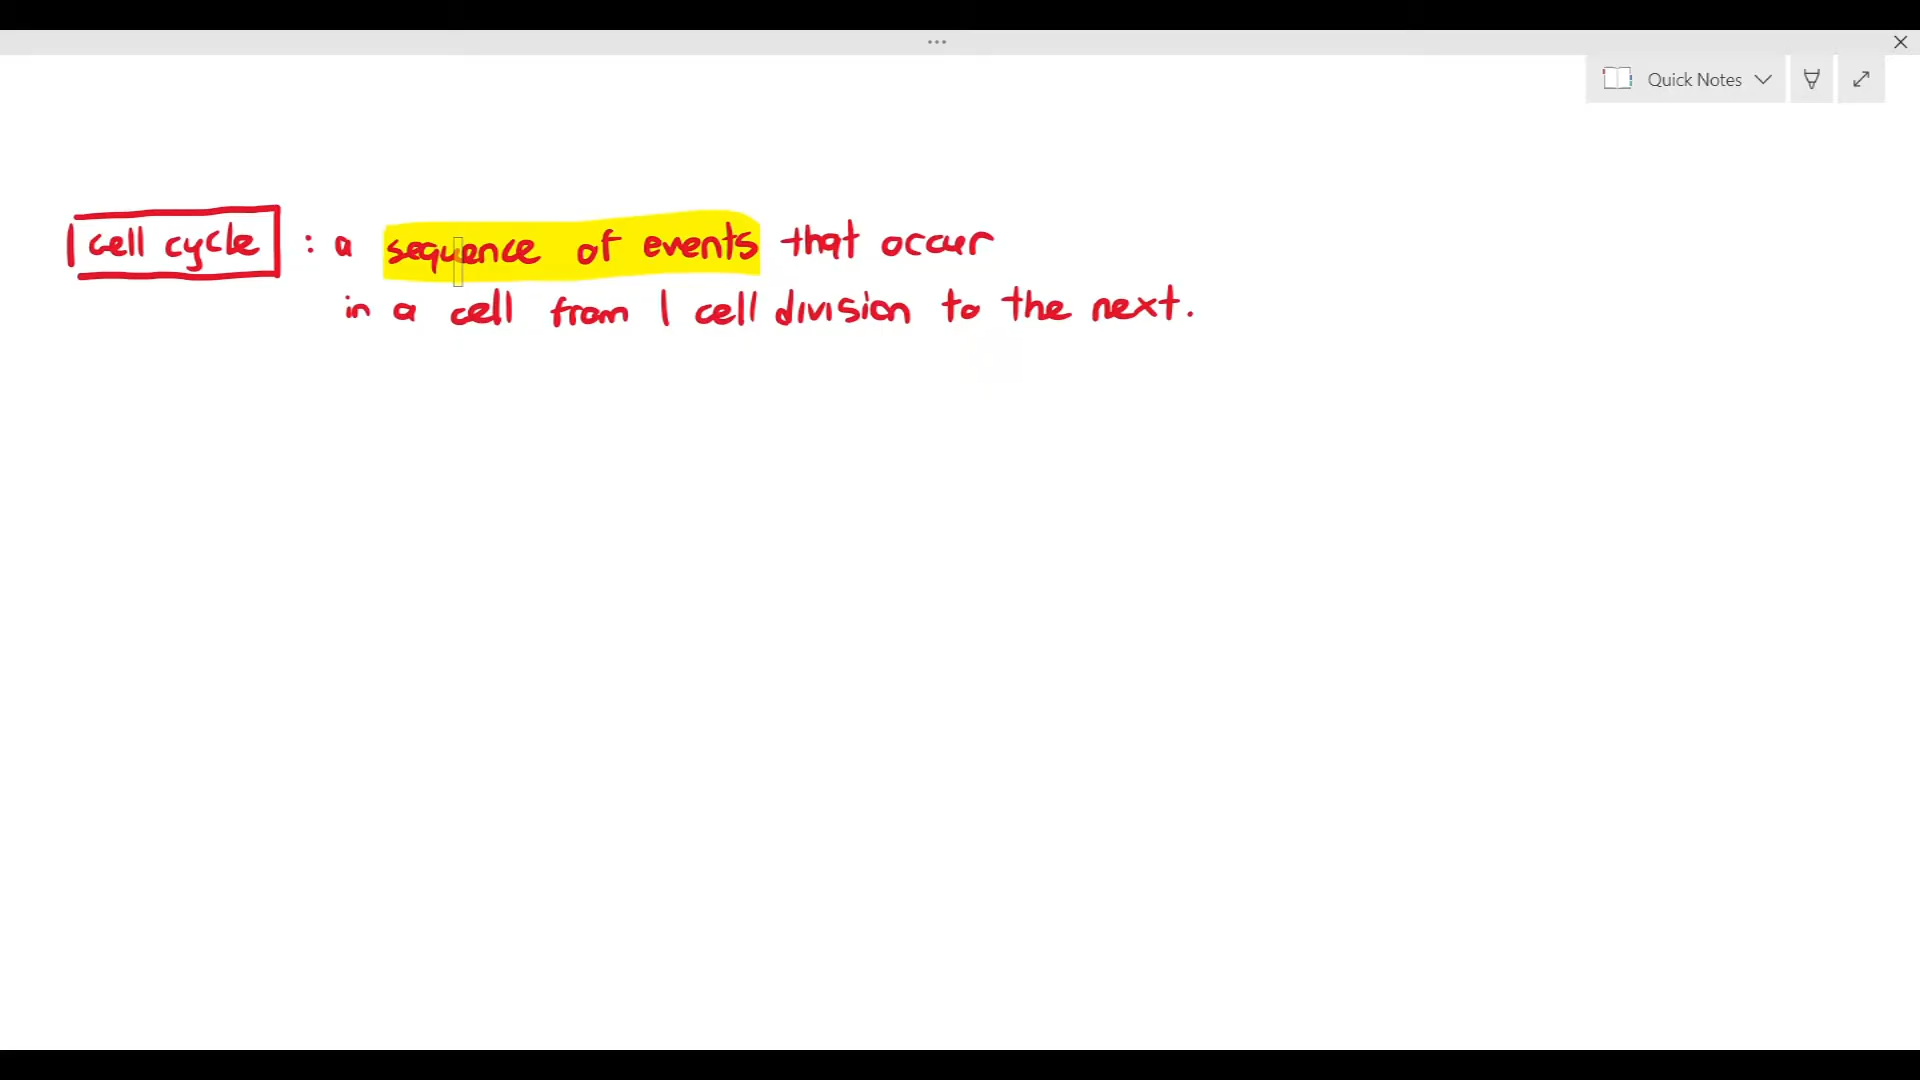 Quick Notes
cell cycle : a sequence of events that occur
in a cell from 1 cell division to the next.